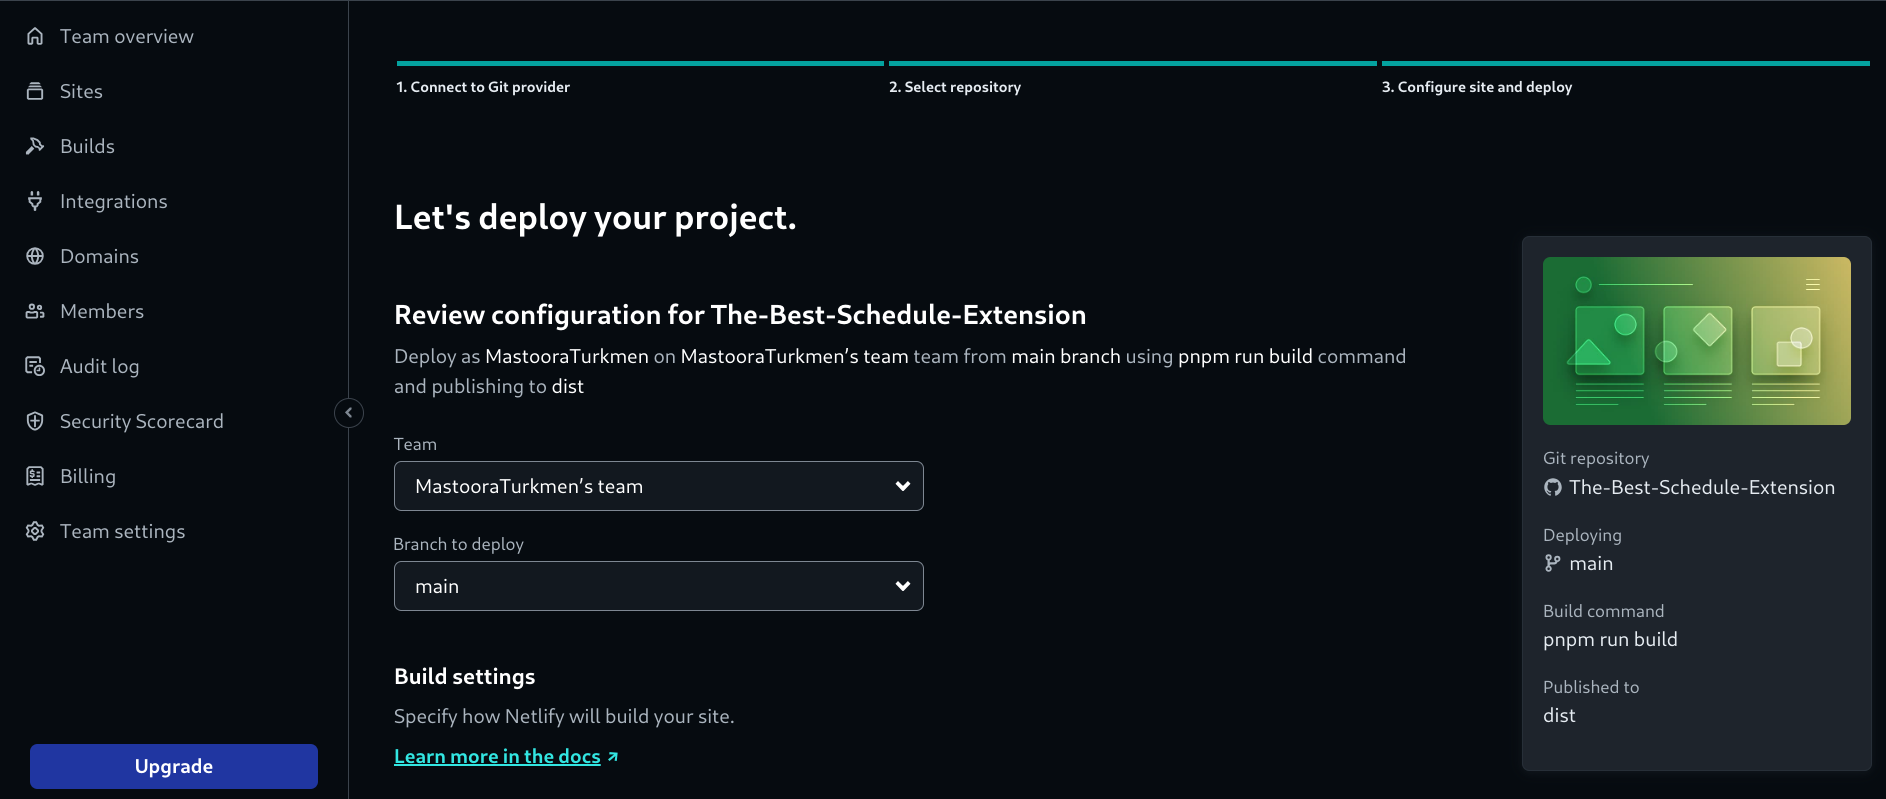 Team overview
Sites
Builds
Integrations
Domains
Members
Audit log
Security Scorecard
Billing
Team settings
Upgrade
1. Connect to Git provider
2. Select repository
3. Configure site and deploy
Let's deploy your project.
Review configuration for The-Best-Schedule-Extension
Deploy as MastooraTurkmen on MastooraTurkmen’s team team from main branch using pnpm run build command
and publishing to dist
Team
MastooraTurkmen’s team
Branch to deploy
main
Build settings
Specify how Netlify will build your site.
Learn more in the docs
Git repository
The-Best-Schedule-Extension
Deploying
main
Build command
pnpm run build
Published to
dist